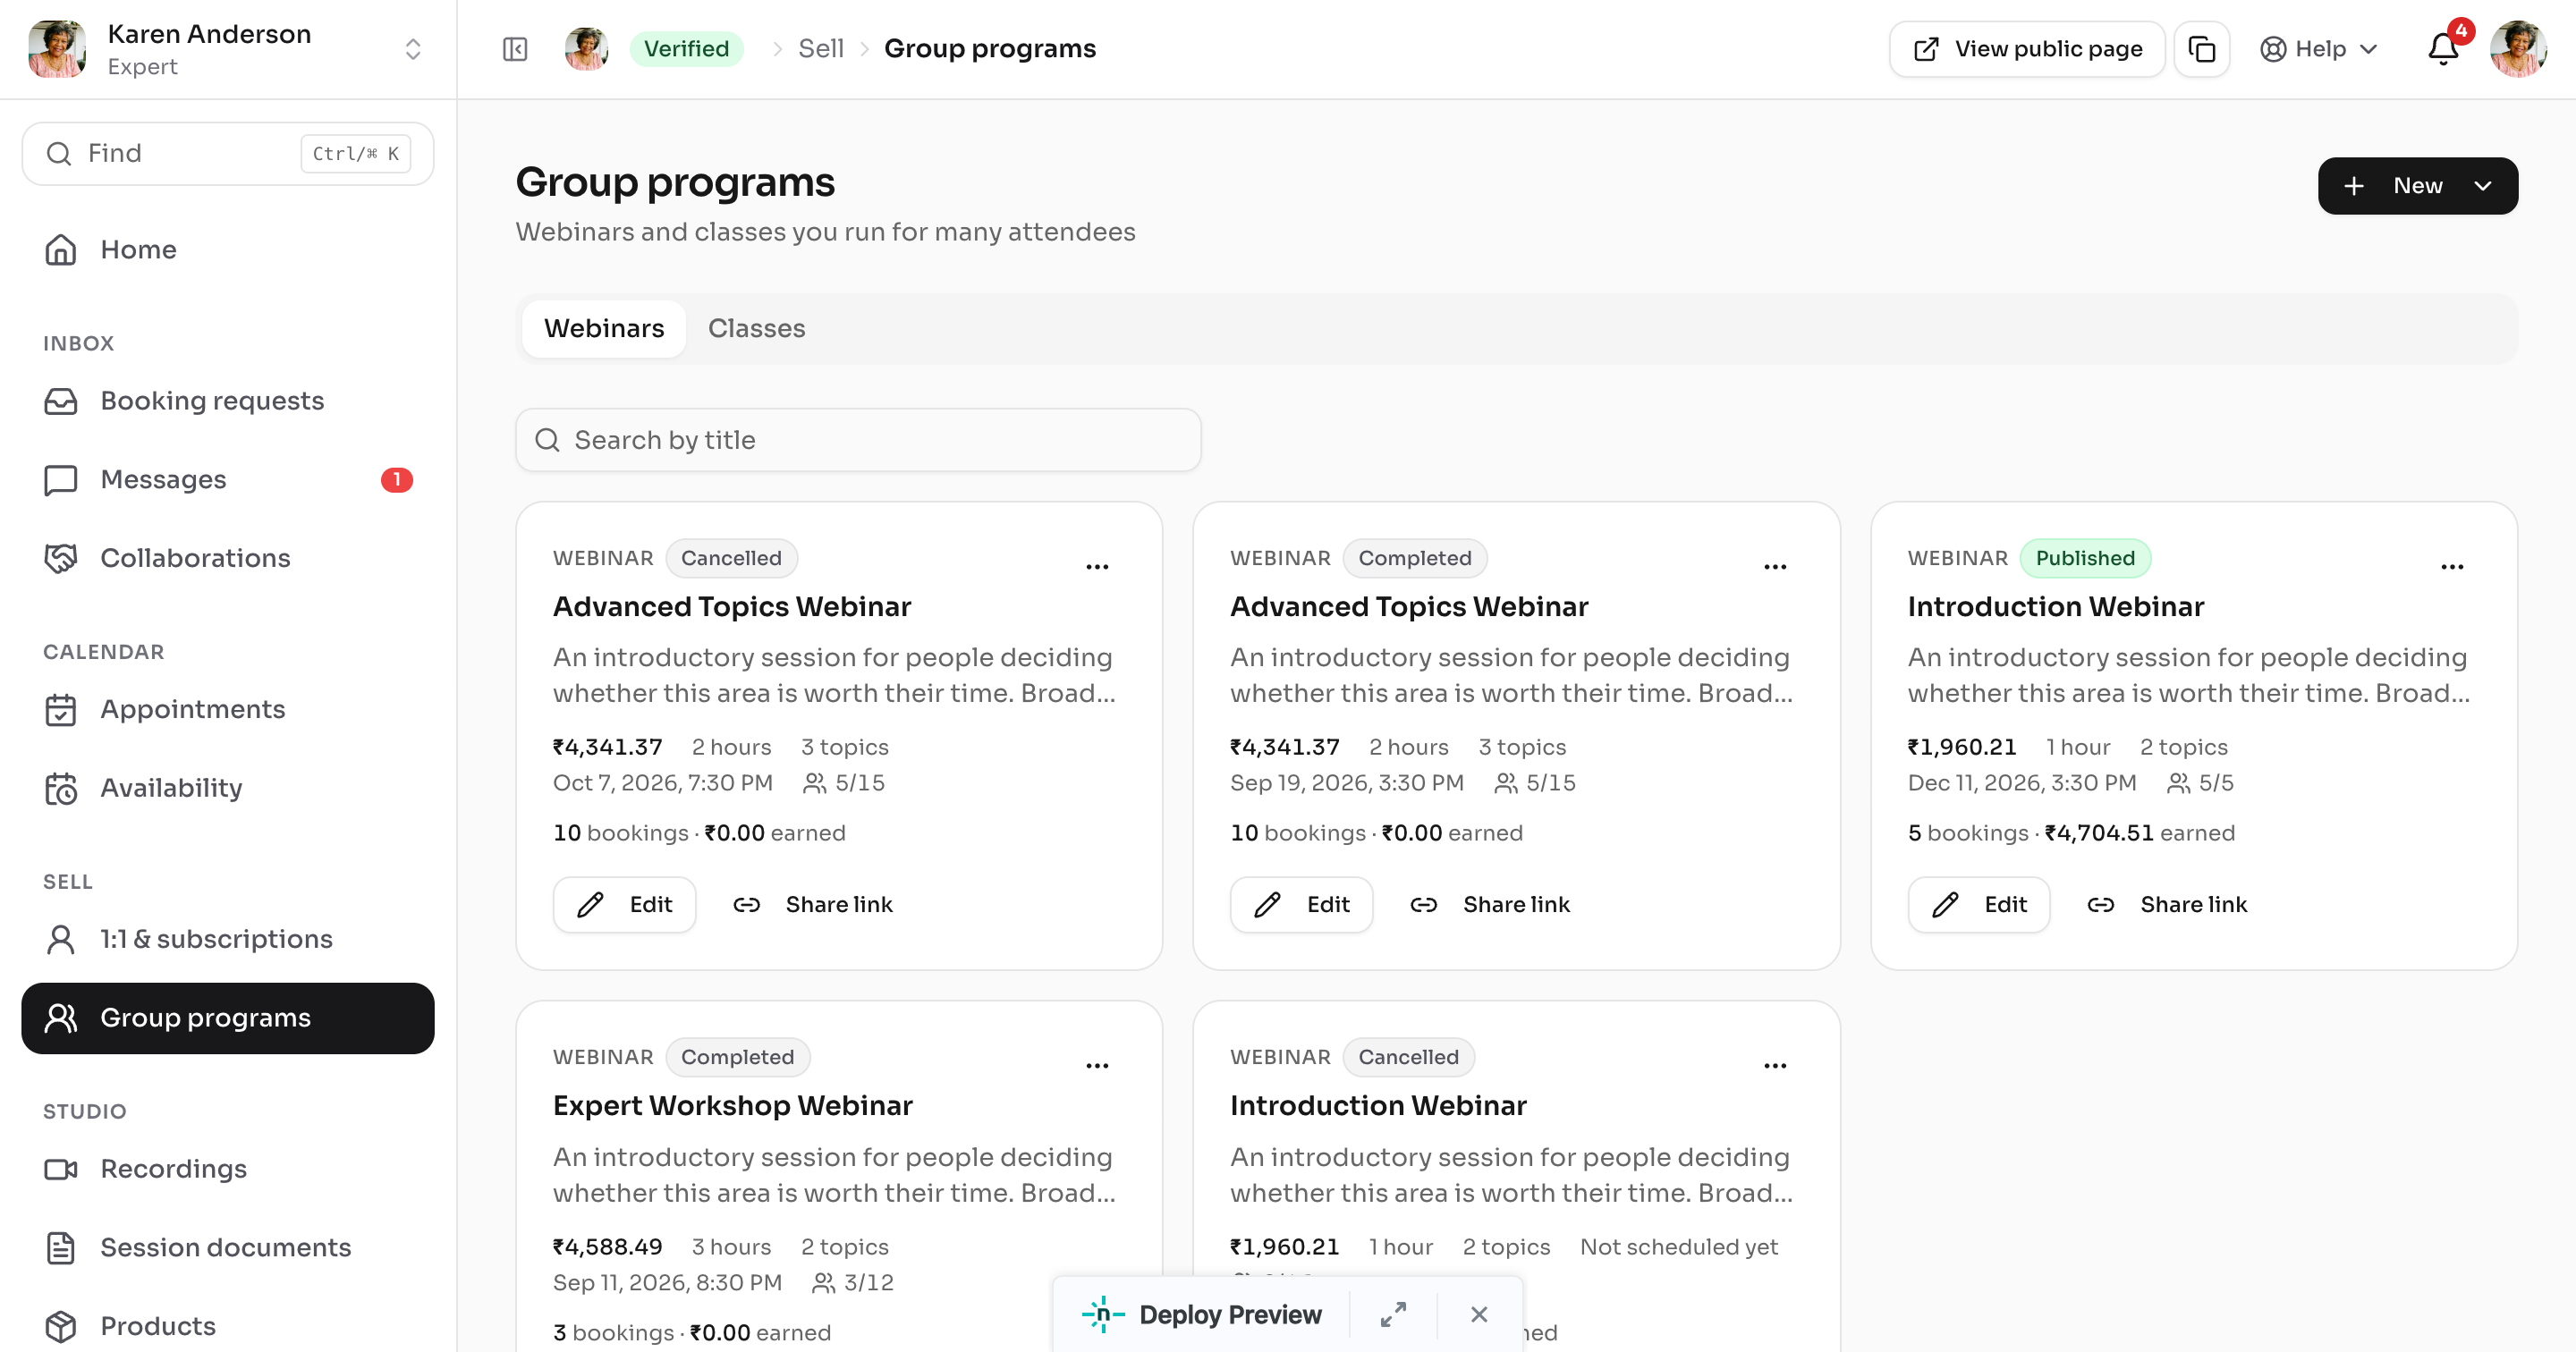 Karen Anderson
Expert
Find
Ctrl/⌘ K
Home
INBOX
Booking requests
Messages
1
Collaborations
CALENDAR
Appointments
Availability
SELL
1:1 & subscriptions
Group programs
STUDIO
Recordings
Session documents
Products
Verified
Sell
Group programs
View public page
Help
4
Group programs
Webinars and classes you run for many attendees
New
Webinars
Classes
Search by title
WEBINAR Cancelled
Advanced Topics Webinar
An introductory session for people deciding
whether this area is worth their time. Broad...
₹4,341.37 2 hours 3 topics
Oct 7, 2026, 7:30 PM 5/15
10 bookings · ₹0.00 earned
Edit Share link
WEBINAR Completed
Advanced Topics Webinar
An introductory session for people deciding
whether this area is worth their time. Broad...
₹4,341.37 2 hours 3 topics
Sep 19, 2026, 3:30 PM 5/15
10 bookings · ₹0.00 earned
Edit Share link
WEBINAR Published
Introduction Webinar
An introductory session for people deciding
whether this area is worth their time. Broad...
₹1,960.21 1 hour 2 topics
Dec 11, 2026, 3:30 PM 5/5
5 bookings · ₹4,704.51 earned
Edit Share link
WEBINAR Completed
Expert Workshop Webinar
An introductory session for people deciding
whether this area is worth their time. Broad...
₹4,588.49 3 hours 2 topics
Sep 11, 2026, 8:30 PM 3/12
3 bookings · ₹0.00 earned
WEBINAR Cancelled
Introduction Webinar
An introductory session for people deciding
whether this area is worth their time. Broad...
₹1,960.21 1 hour 2 topics Not scheduled yet
Deploy Preview